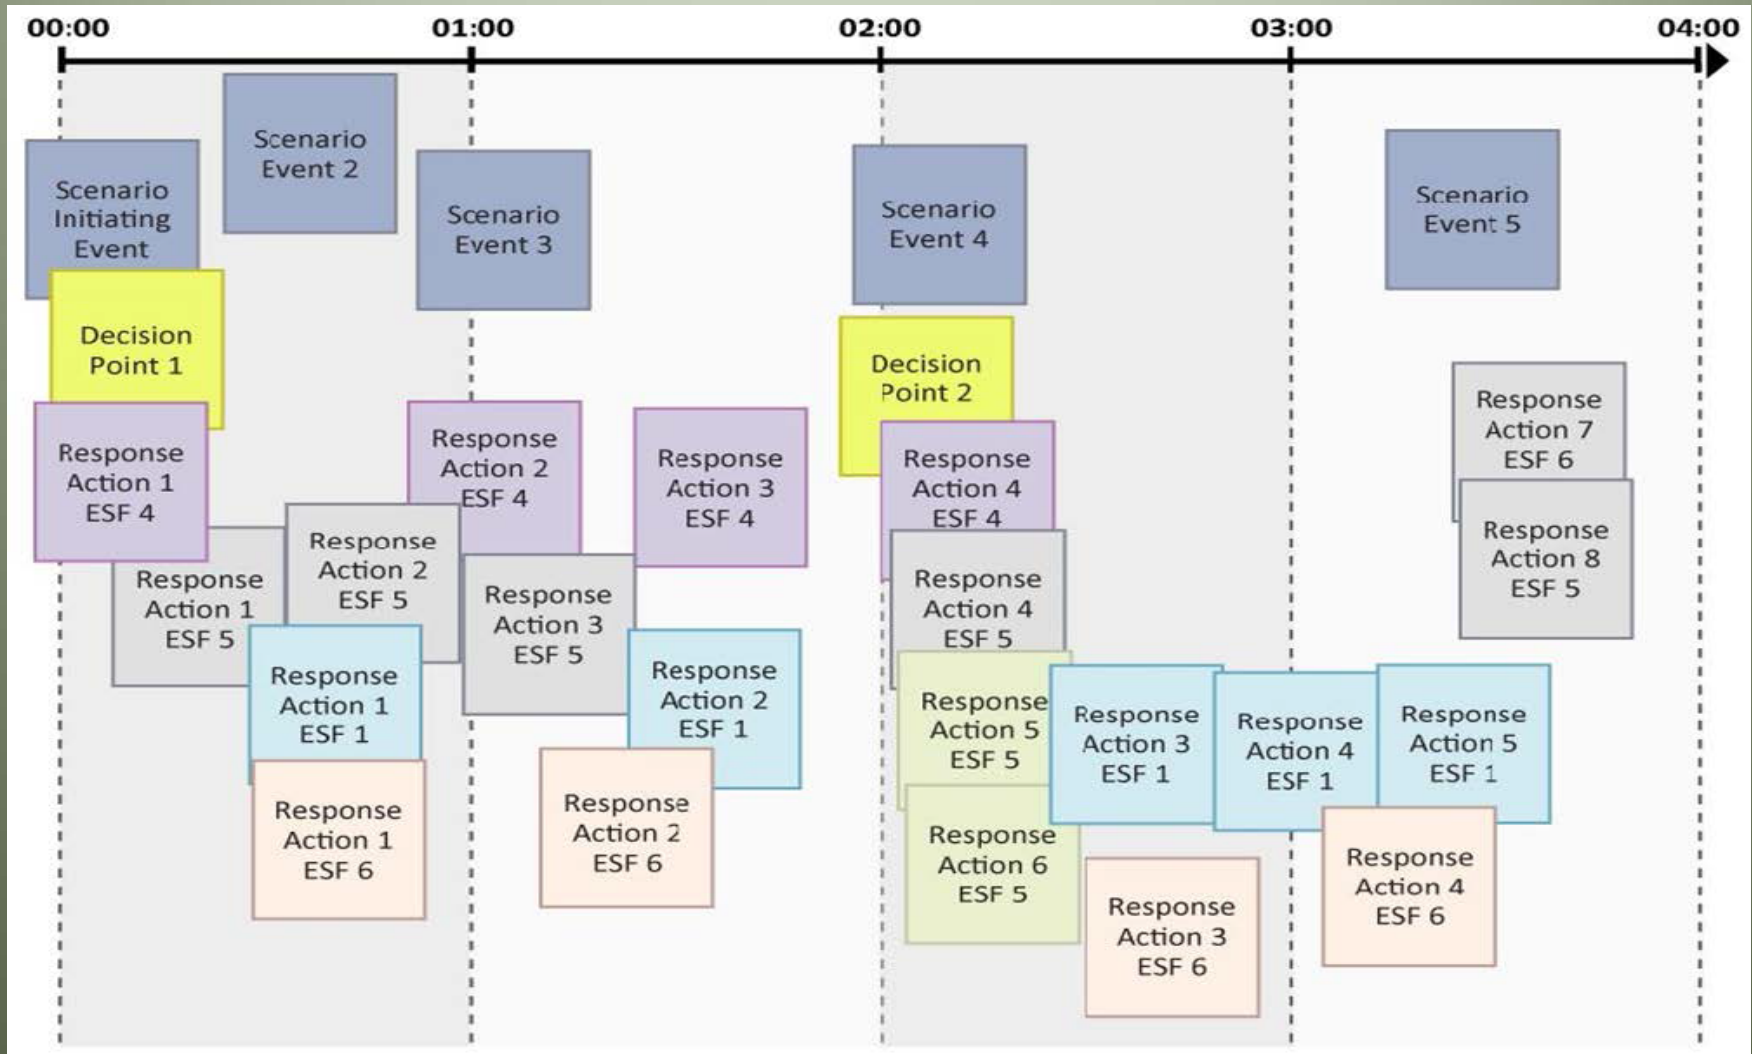 00:00
01:00
02:00
03:00
04:00
Scenario
Initiating
Event
Scenario
Event 2
Scenario
Event 3
Scenario
Event 4
Scenario
Event 5
Decision
Point 1
Decision
Point 2
Response
Action 1
ESF 4
Response
Action 2
ESF 4
Response
Action 3
ESF 4
Response
Action 4
ESF 4
Response
Action 7
ESF 6
Response
Action 1
ESF 5
Response
Action 2
ESF 5
Response
Action 3
ESF 5
Response
Action 4
ESF 5
Response
Action 8
ESF 5
Response
Action 1
ESF 1
Response
Action 2
ESF 1
Response
Action 5
ESF 5
Response
Action 3
ESF 1
Response
Action 4
ESF 1
Response
Action 5
ESF 1
Response
Action 1
ESF 6
Response
Action 2
ESF 6
Response
Action 6
ESF 5
Response
Action 3
ESF 6
Response
Action 4
ESF 6